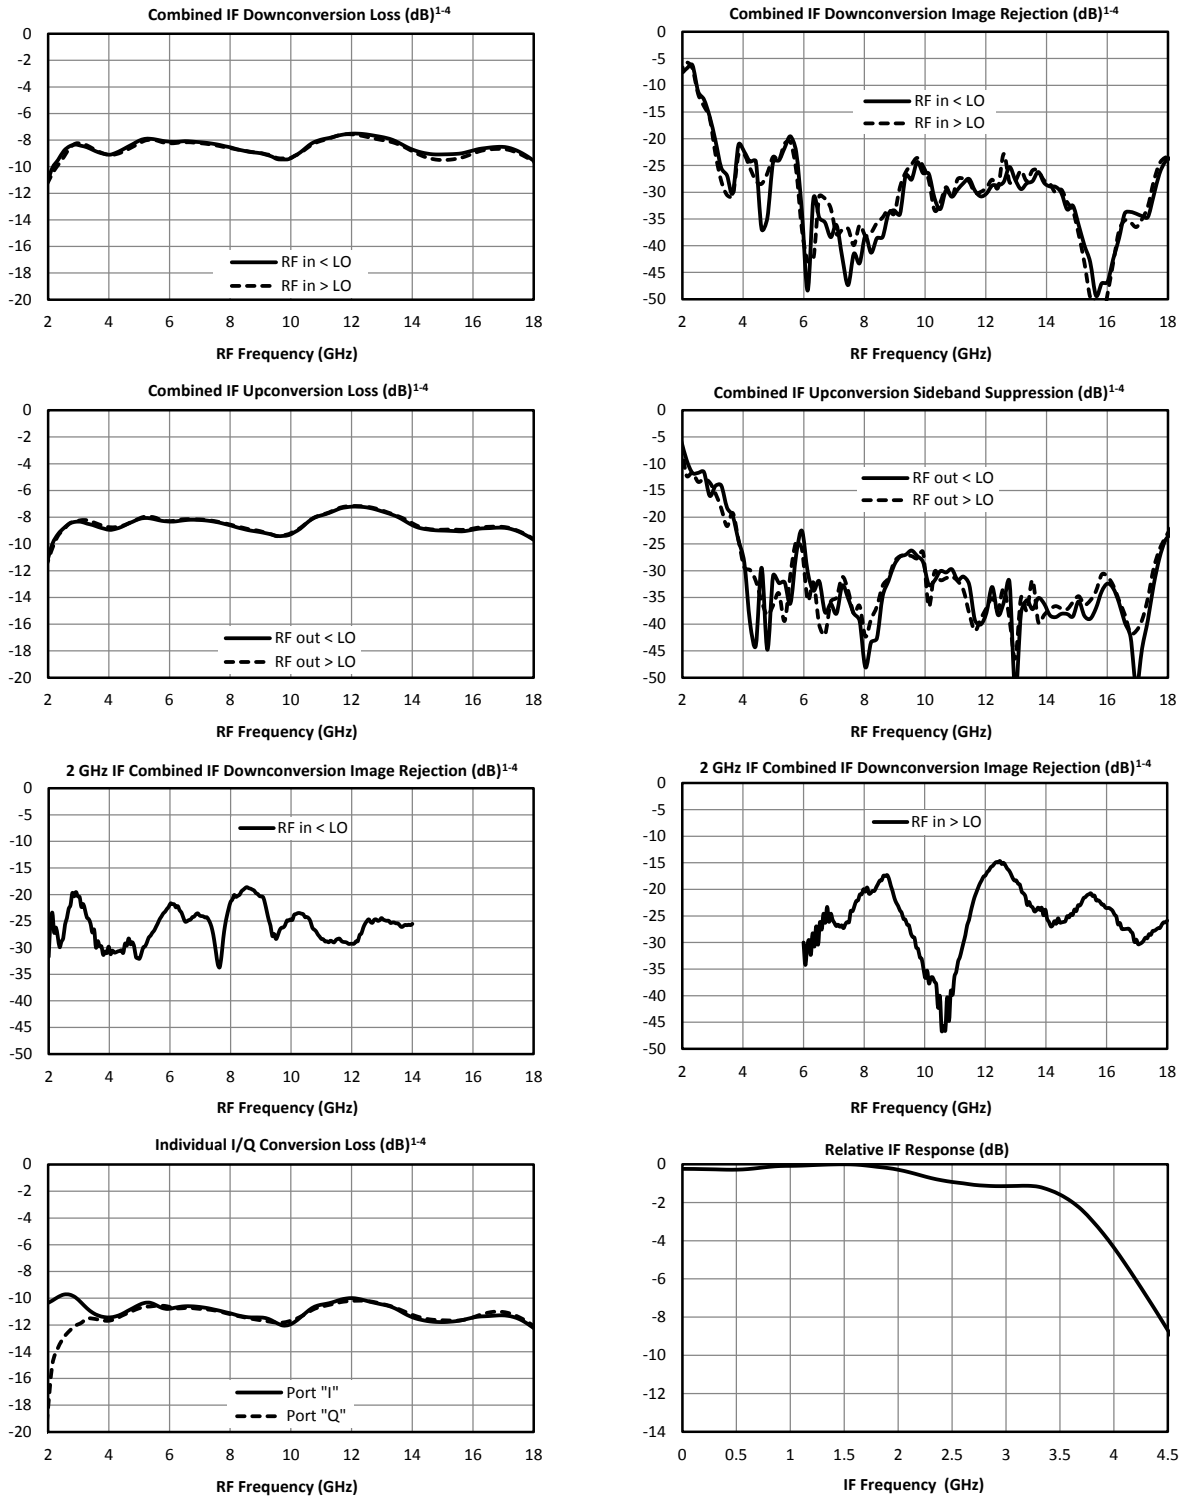 Combined IF Downconversion Loss (dB)1-4
0
-2
-4
-6
-8
-10
-12
-14
-16
-18
-20
RF in < LO
RF in > LO
2 4 6 8 10 12 14 16 18
RF Frequency (GHz)
Combined IF Downconversion Image Rejection (dB)1-4
0
-5
-10
-15
-20
-25
-30
-35
-40
-45
-50
RF in < LO
RF in > LO
2 4 6 8 10 12 14 16 18
RF Frequency (GHz)
Combined IF Upconversion Loss (dB)1-4
0
-2
-4
-6
-8
-10
-12
-14
-16
-18
-20
RF out < LO
RF out > LO
2 4 6 8 10 12 14 16 18
RF Frequency (GHz)
Combined IF Upconversion Sideband Suppression (dB)1-4
0
-5
-10
-15
-20
-25
-30
-35
-40
-45
-50
RF out < LO
RF out > LO
2 4 6 8 10 12 14 16 18
RF Frequency (GHz)
2 GHz IF Combined IF Downconversion Image Rejection (dB)1-4
0
-5
-10
-15
-20
-25
-30
-35
-40
-45
-50
RF in < LO
2 4 6 8 10 12 14 16 18
RF Frequency (GHz)
2 GHz IF Combined IF Downconversion Image Rejection (dB)1-4
0
-5
-10
-15
-20
-25
-30
-35
-40
-45
-50
RF in > LO
2 4 6 8 10 12 14 16 18
RF Frequency (GHz)
Individual I/Q Conversion Loss (dB)1-4
0
-2
-4
-6
-8
-10
-12
-14
-16
-18
-20
Port "I"
Port "Q"
2 4 6 8 10 12 14 16 18
RF Frequency (GHz)
Relative IF Response (dB)
0
-2
-4
-6
-8
-10
-12
-14
0 0.5 1 1.5 2 2.5 3 3.5 4 4.5
IF Frequency (GHz)